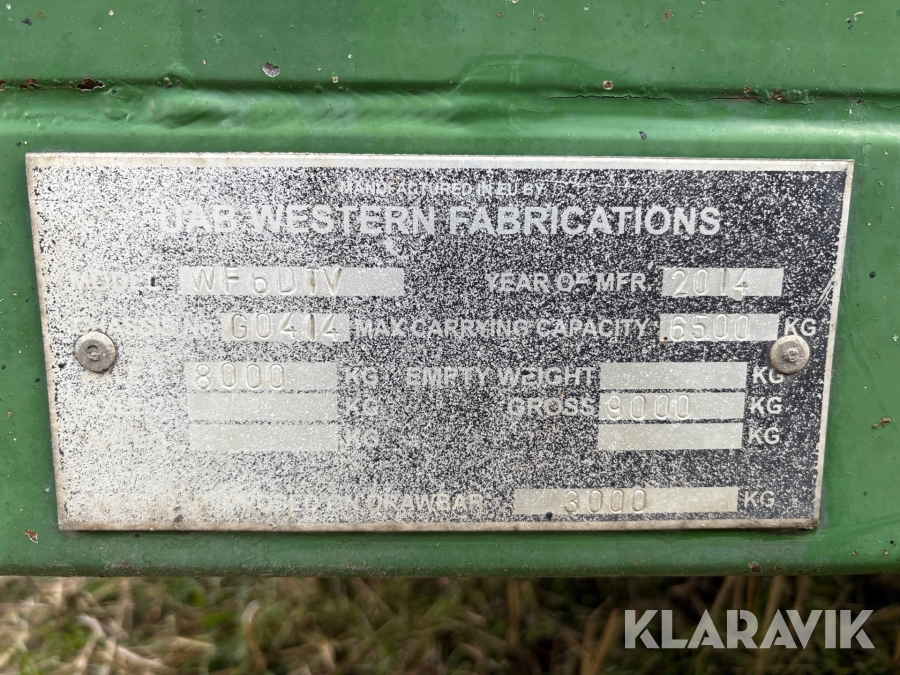 MANUFACTURED IN EU BY
UAB WESTERN FABRICATIONS
MODEL WF6DTV YEAR OF MFR 2014
G0414 MAX CARRYING CAPACITY 6500 KG
8000 KG EMPTY WEIGHT KG
KG GROSS 9000 KG
KG KG
DRAWBAR 3000 KG
KLARAVIK